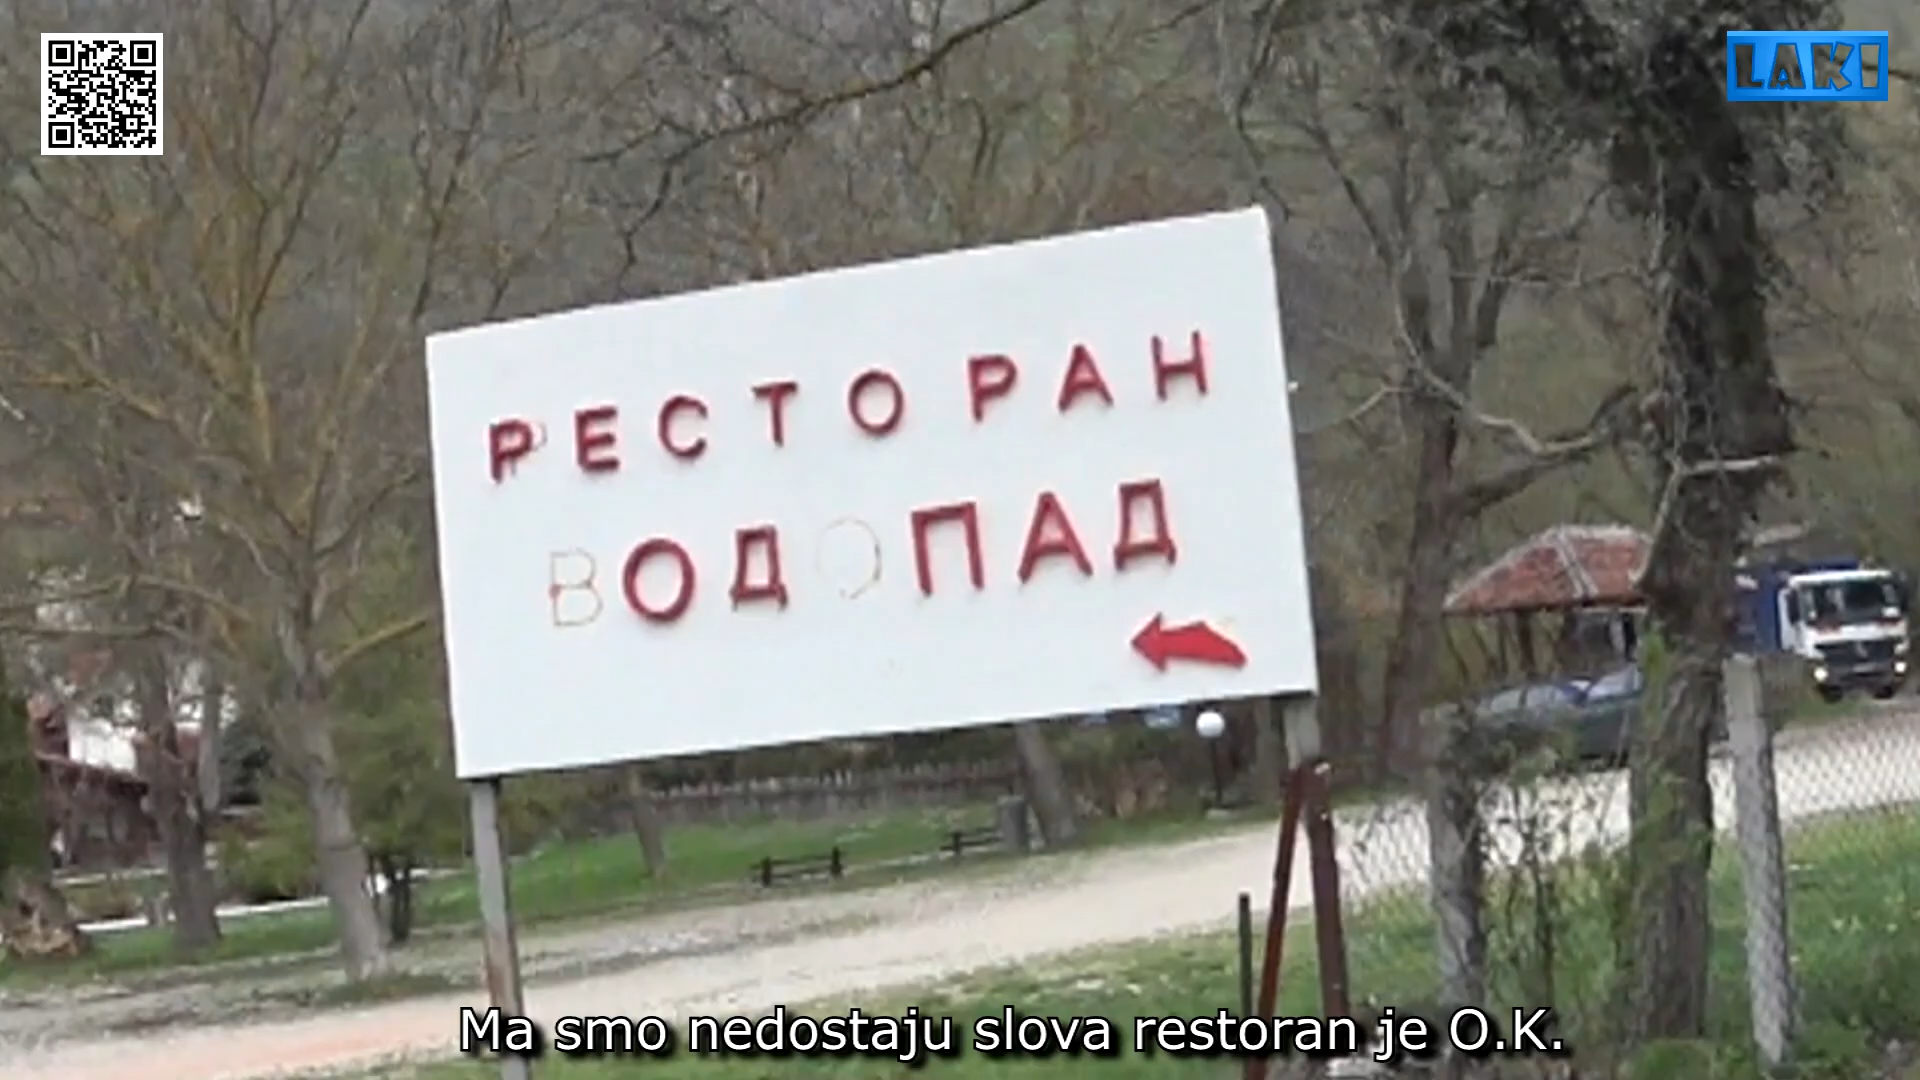 LAKI
РЕСТОРАН
ВОДОПАД
Ma smo nedostaju slova restoran je O.K.